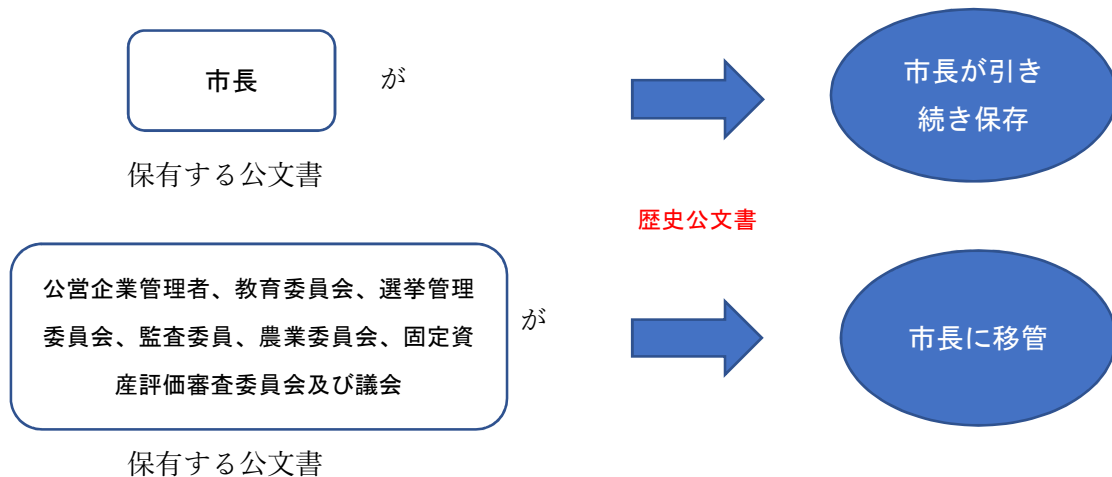 市長
が
市長が引き
続き保存
保有する公文書
歴史公文書
公営企業管理者、教育委員会、選挙管理
委員会、監査委員、農業委員会、固定資
産評価審査委員会及び議会
が
市長に移管
保有する公文書